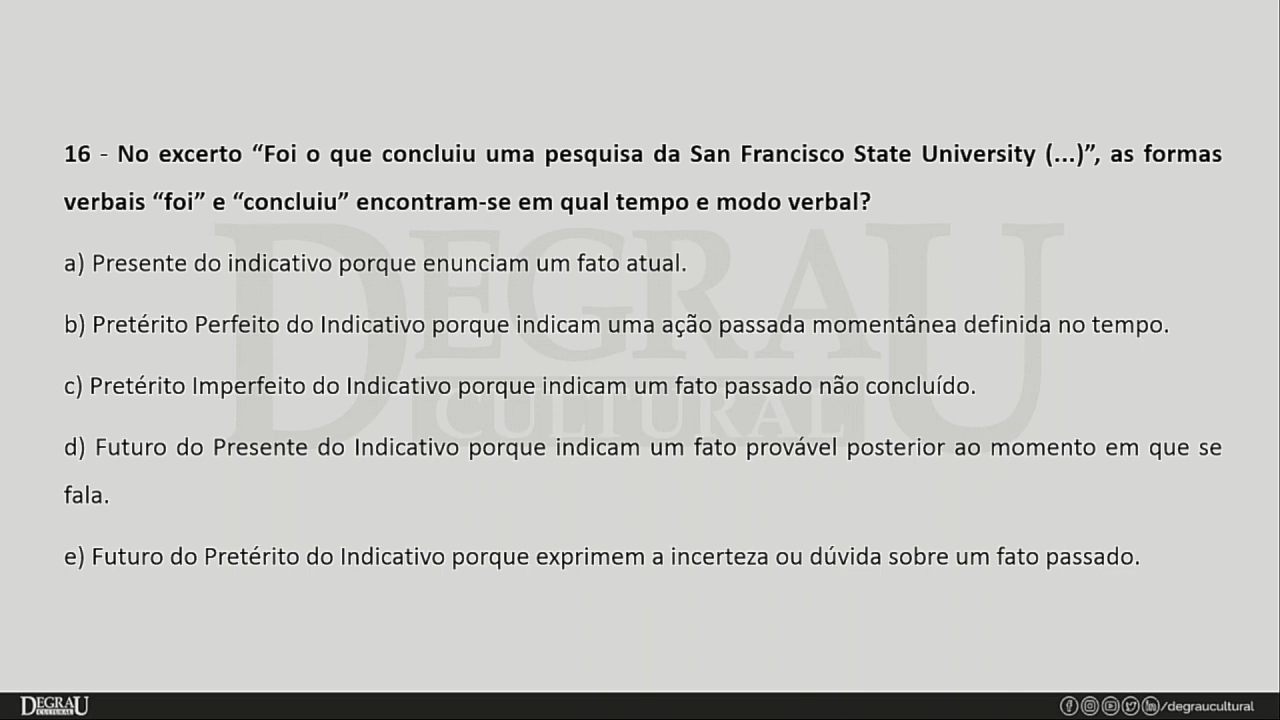 16 - No excerto “Foi o que concluiu uma pesquisa da San Francisco State University (...)”, as formas
verbais “foi” e “concluiu” encontram-se em qual tempo e modo verbal?
a) Presente do indicativo porque enunciam um fato atual.
b) Pretérito Perfeito do Indicativo porque indicam uma ação passada momentânea definida no tempo.
c) Pretérito Imperfeito do Indicativo porque indicam um fato passado não concluído.
d) Futuro do Presente do Indicativo porque indicam um fato provável posterior ao momento em que se
fala.
e) Futuro do Pretérito do Indicativo porque exprimem a incerteza ou dúvida sobre um fato passado.
DEGRAU
CULTURAL
DEGRAU
CULTURAL
/degraucultural